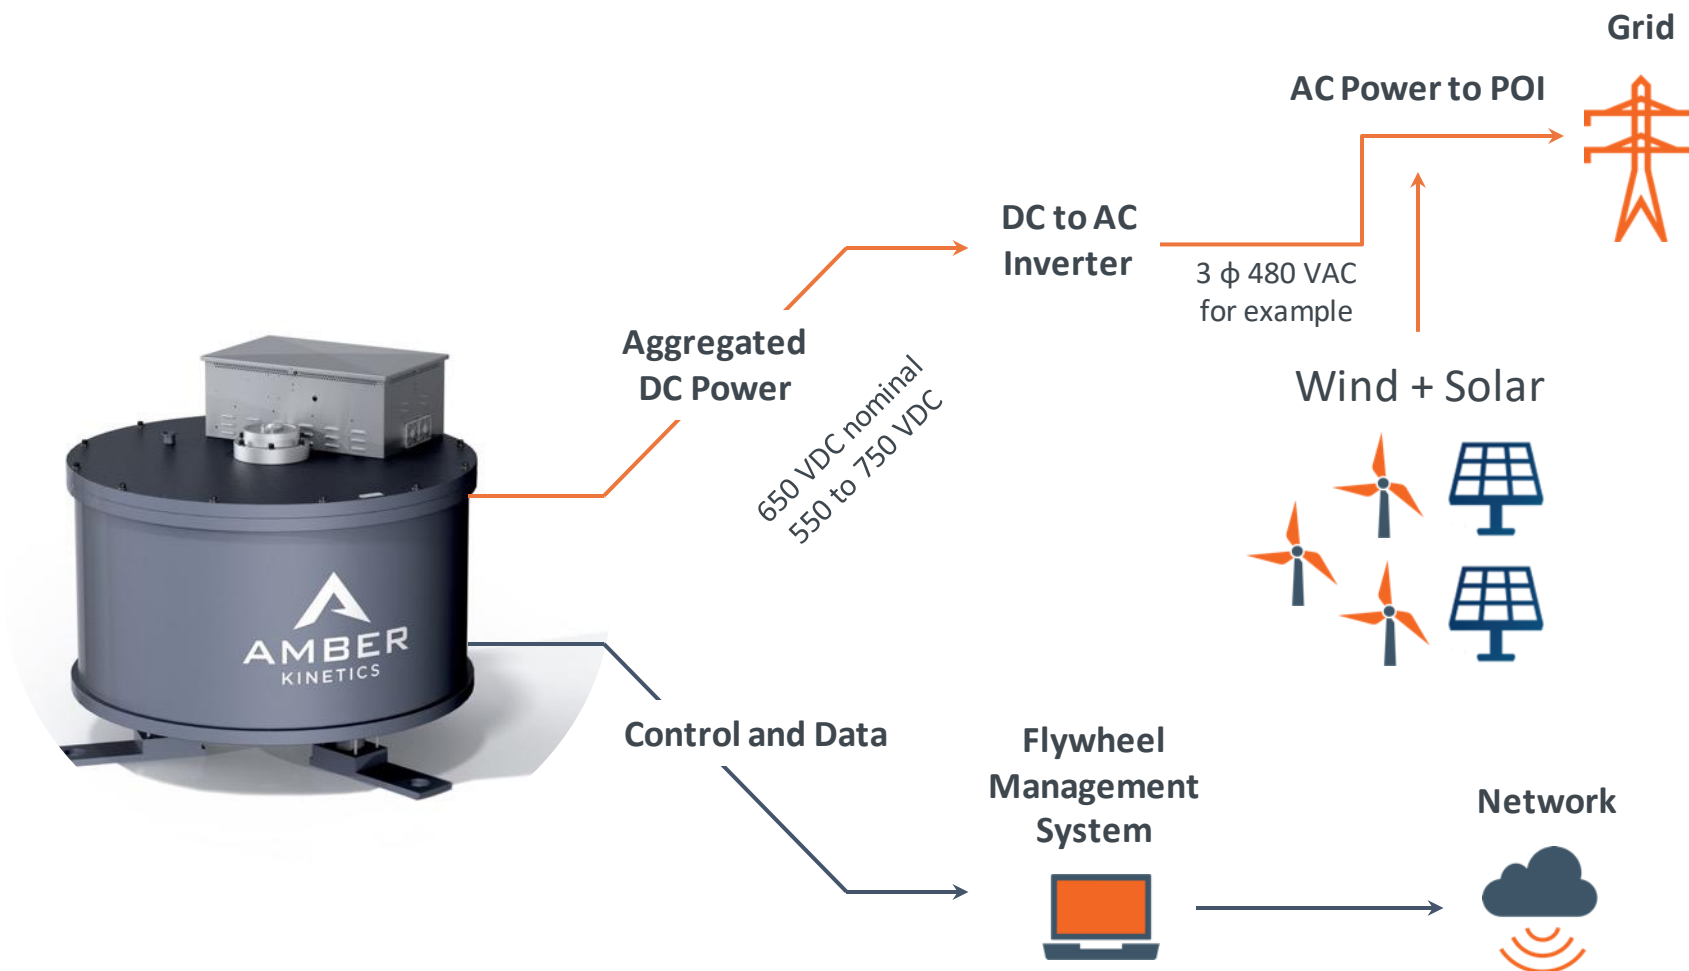 Grid
AC Power to POI
DC to AC
Inverter
3 ϕ 480 VAC
for example
Aggregated
DC Power
650 VDC nominal
550 to 750 VDC
Wind + Solar
AMBER
KINETICS
Control and Data
Flywheel
Management
System
Network